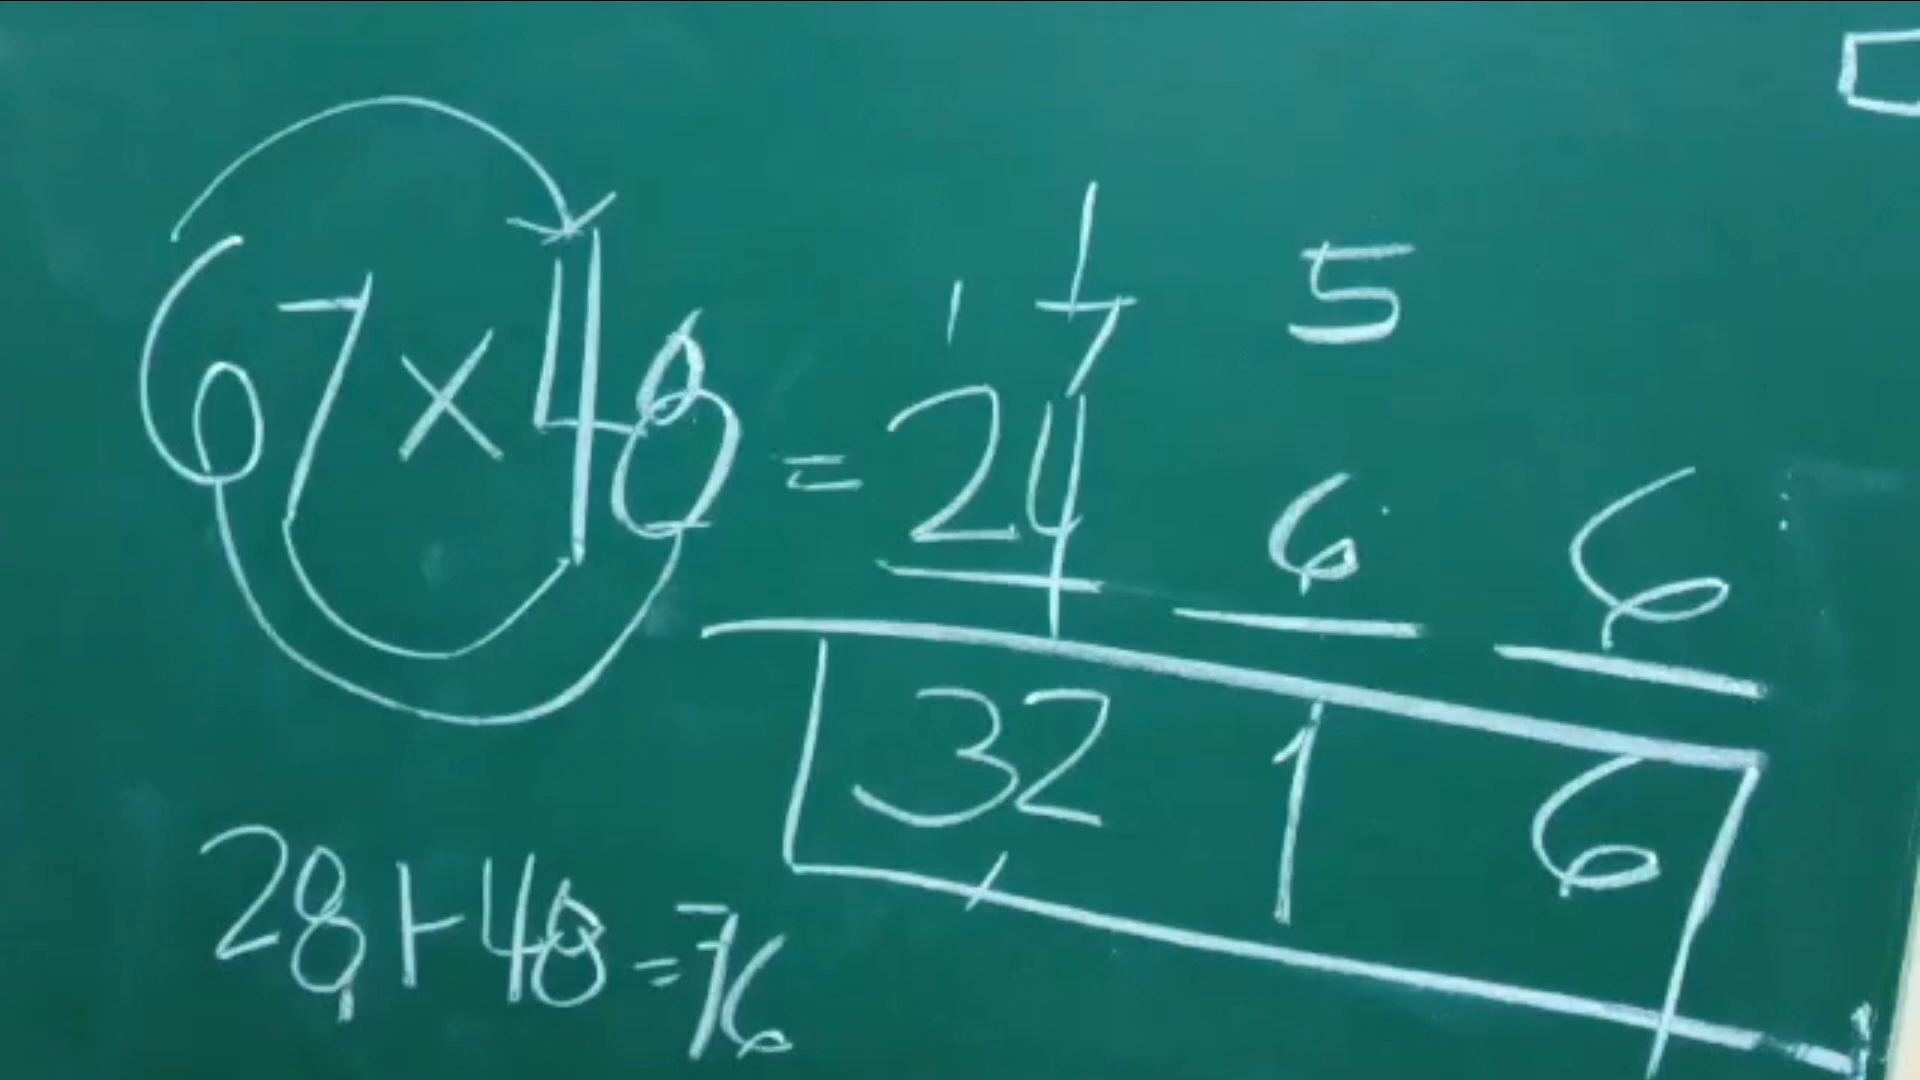 1 7 5
67 × 48 = 24 6 6
32 1 6
28 + 48 = 76